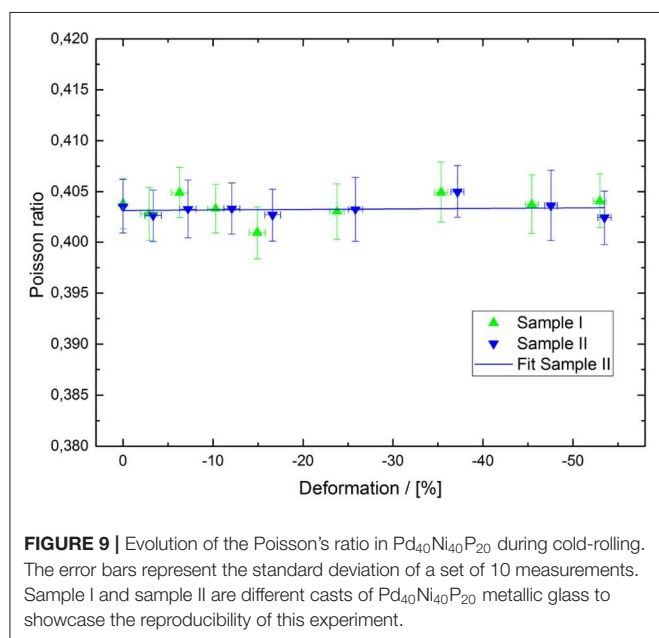 0,420
0,415
0,410
0,405
0,400
0,395
0,390
0,385
0,380
Poisson ratio
Sample I
Sample II
Fit Sample II
0 -10 -20 -30 -40 -50
Deformation / [%]
FIGURE 9 | Evolution of the Poisson's ratio in Pd₄₀Ni₄₀P₂₀ during cold-rolling.
The error bars represent the standard deviation of a set of 10 measurements.
Sample I and sample II are different casts of Pd₄₀Ni₄₀P₂₀ metallic glass to
showcase the reproducibility of this experiment.